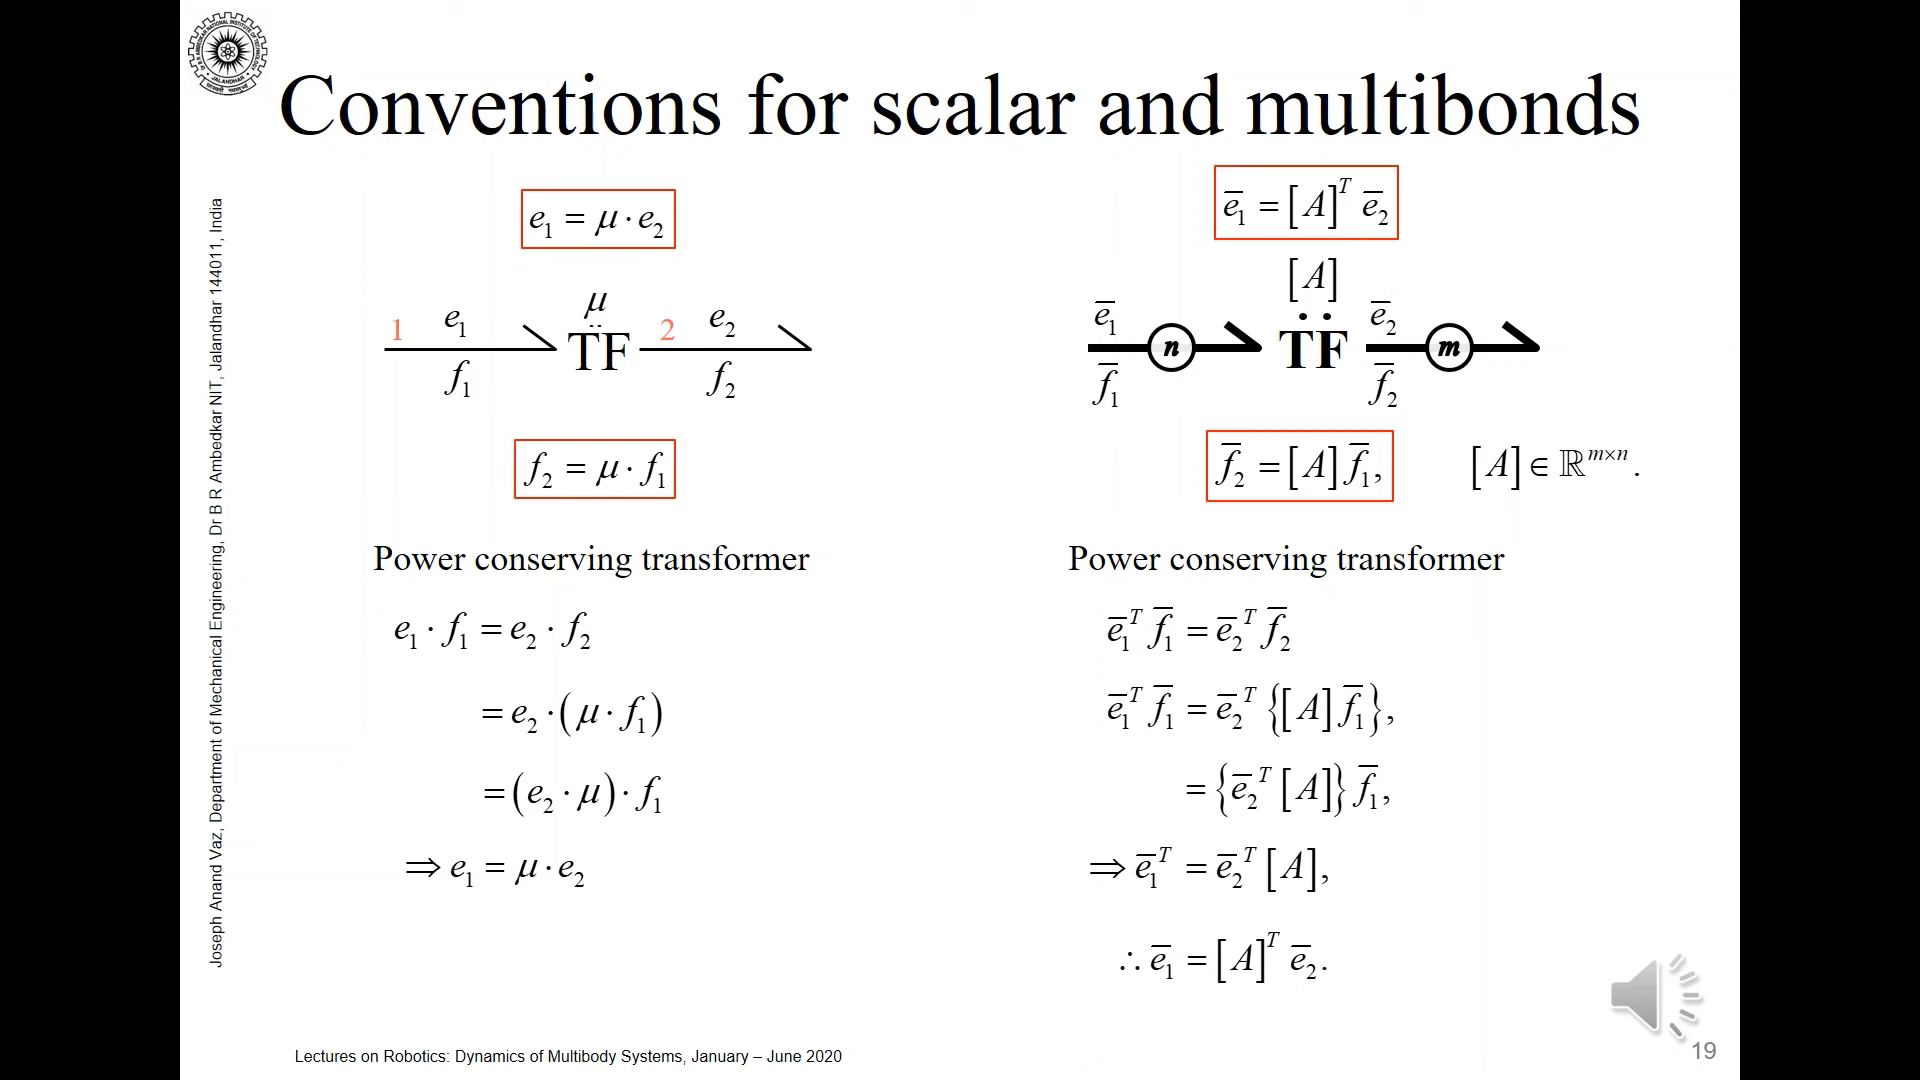 Conventions for scalar and multibonds
e₁ = μ · e₂
μ
1 e₁ T̈F 2 e₂
f₁ f₂
f₂ = μ · f₁
Power conserving transformer
e₁ · f₁ = e₂ · f₂
= e₂ · (μ · f₁)
= (e₂ · μ) · f₁
⇒ e₁ = μ · e₂
ē₁ = [A]ᵀ ē₂
[A]
ē₁ n T̈F ē₂ m
f̄₁ f̄₂
f̄₂ = [A] f̄₁, [A] ∈ ℝᵐˣⁿ.
Power conserving transformer
ē₁ᵀ f̄₁ = ē₂ᵀ f̄₂
ē₁ᵀ f̄₁ = ē₂ᵀ {[A] f̄₁},
= {ē₂ᵀ [A]} f̄₁,
⇒ ē₁ᵀ = ē₂ᵀ [A],
∴ ē₁ = [A]ᵀ ē₂.
Joseph Anand Vaz, Department of Mechanical Engineering, Dr B R Ambedkar NIT, Jalandhar 144011, India
Lectures on Robotics: Dynamics of Multibody Systems, January – June 2020
19